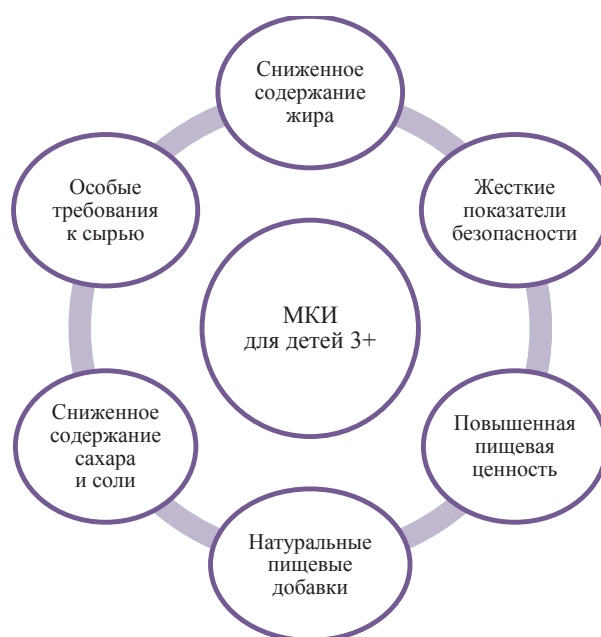 Сниженное
содержание
жира
Жесткие
показатели
безопасности
Повышенная
пищевая
ценность
Натуральные
пищевые
добавки
Сниженное
содержание
сахара
и соли
Особые
требования
к сырью
МКИ
для детей 3+